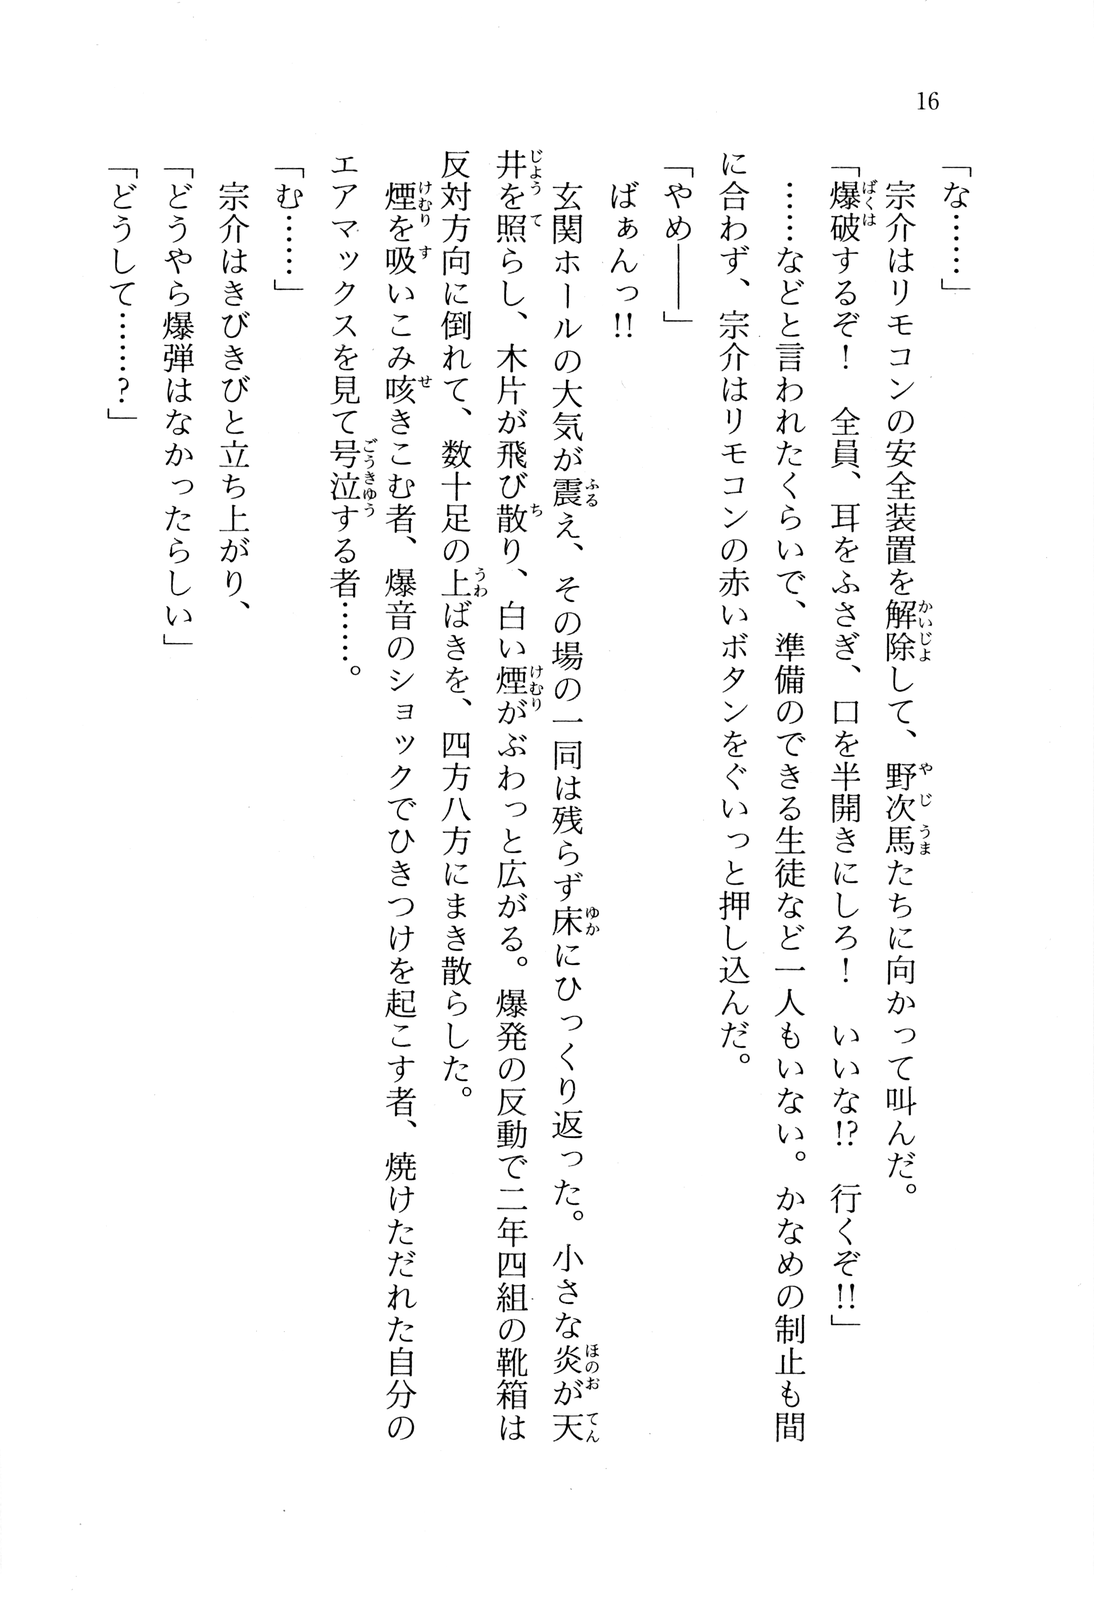 16
「な……」
宗介はリモコンの安全装置を解除して、野次馬たちに向かって叫んだ。
「爆破するぞ！　全員、耳をふさぎ、口を半開きにしろ！　いいな!?　行くぞ!!」
……などと言われたくらいで、準備のできる生徒など一人もいない。かなめの制止も間
に合わず、宗介はリモコンの赤いボタンをぐいっと押し込んだ。
「やめ――」
ばぁんっ!!
玄関ホールの大気が震え、その場の一同は残らず床にひっくり返った。小さな炎が天
井を照らし、木片が飛び散り、白い煙がぶわっと広がる。爆発の反動で二年四組の靴箱は
反対方向に倒れて、数十足の上ばきを、四方八方にまき散らした。
煙を吸いこみ咳きこむ者、爆音のショックでひきつけを起こす者、焼けただれた自分の
エアマックスを見て号泣する者……。
「む……」
宗介はきびきびと立ち上がり、
「どうやら爆弾はなかったらしい」
「どうして……？」